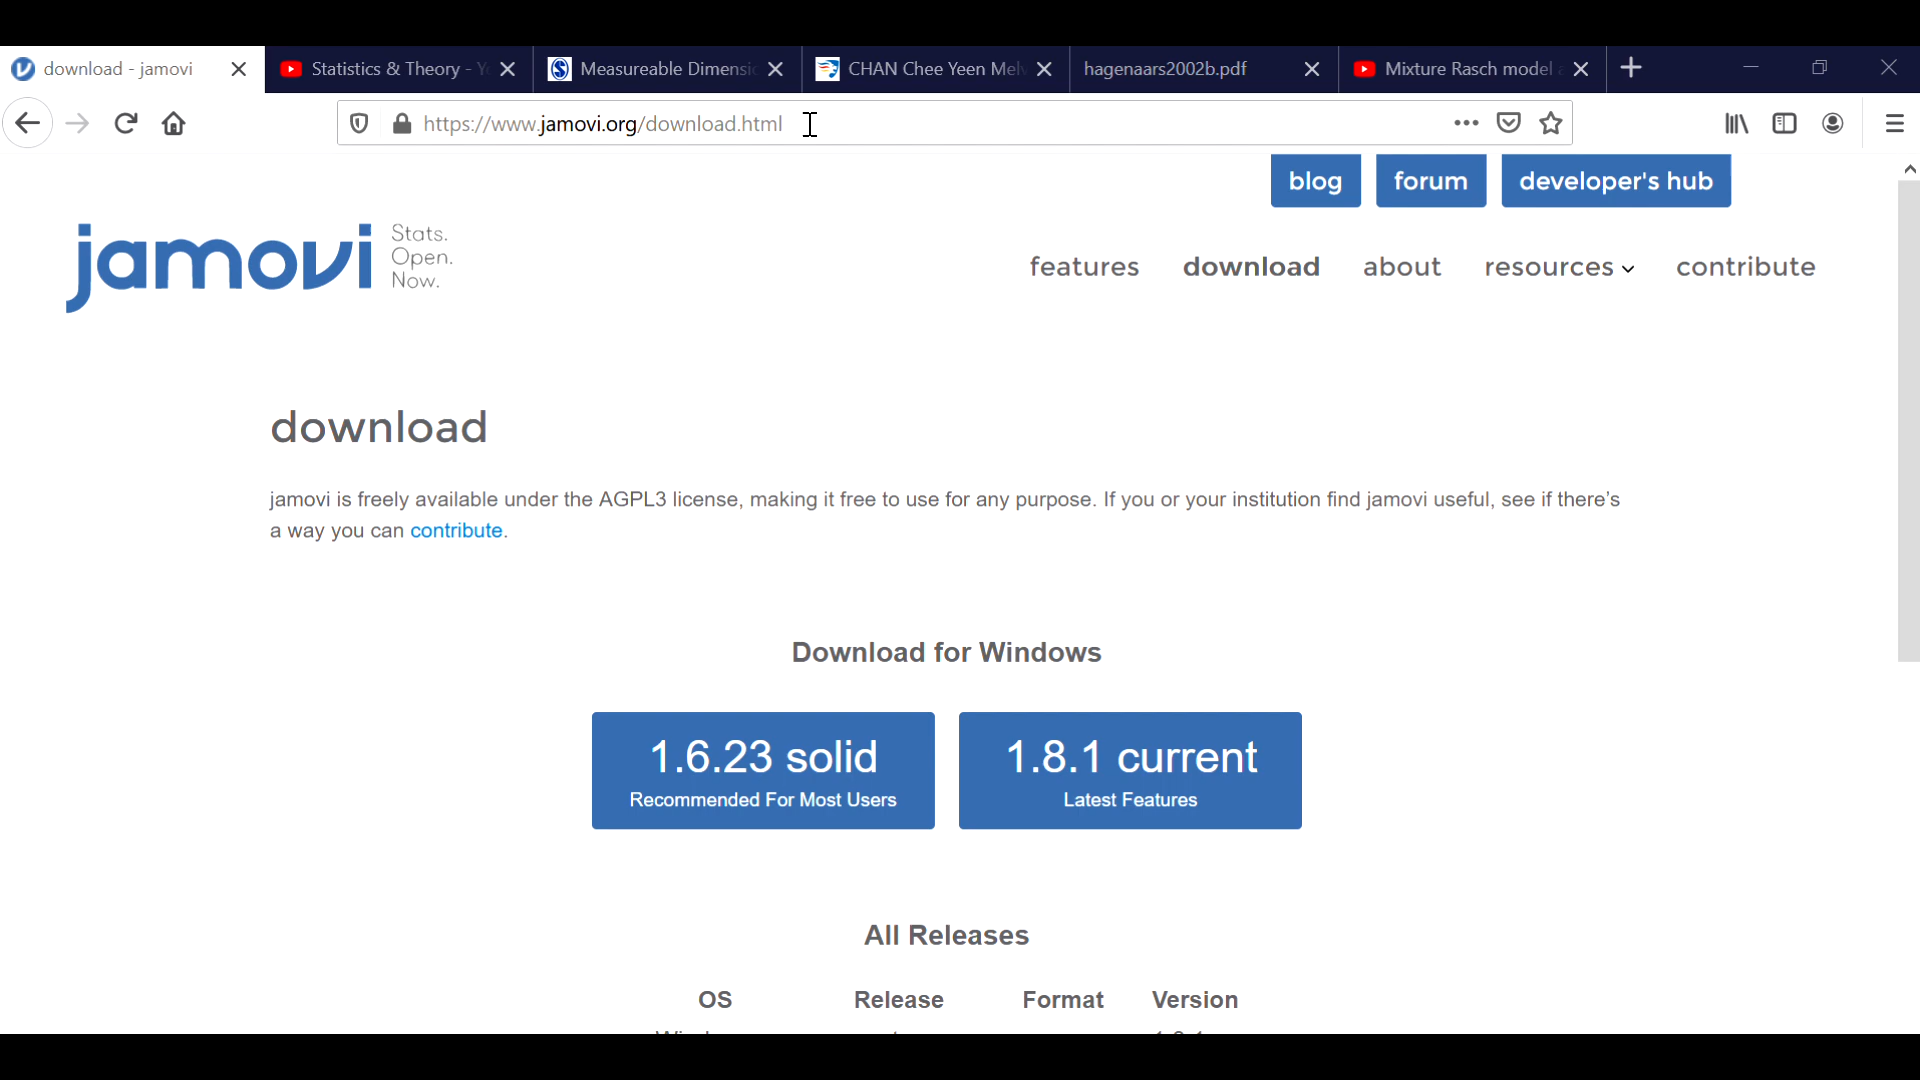 download - jamovi
Statistics & Theory -
Measureable
CHAN Chee Yeen
hagenaars2002b.pdf
Mixture Rasch model
https://www.jamovi.org/download.html
blog
forum
developer's hub
jamovi
Stats.
Open.
Now.
features
download
about
resources
contribute
download
jamovi is freely available under the AGPL3 license, making it free to use for any purpose. If you or your institution find jamovi useful, see if there's
a way you can contribute.
Download for Windows
1.6.23 solid
Recommended For Most Users
1.8.1 current
Latest Features
All Releases
OS Release Format Version